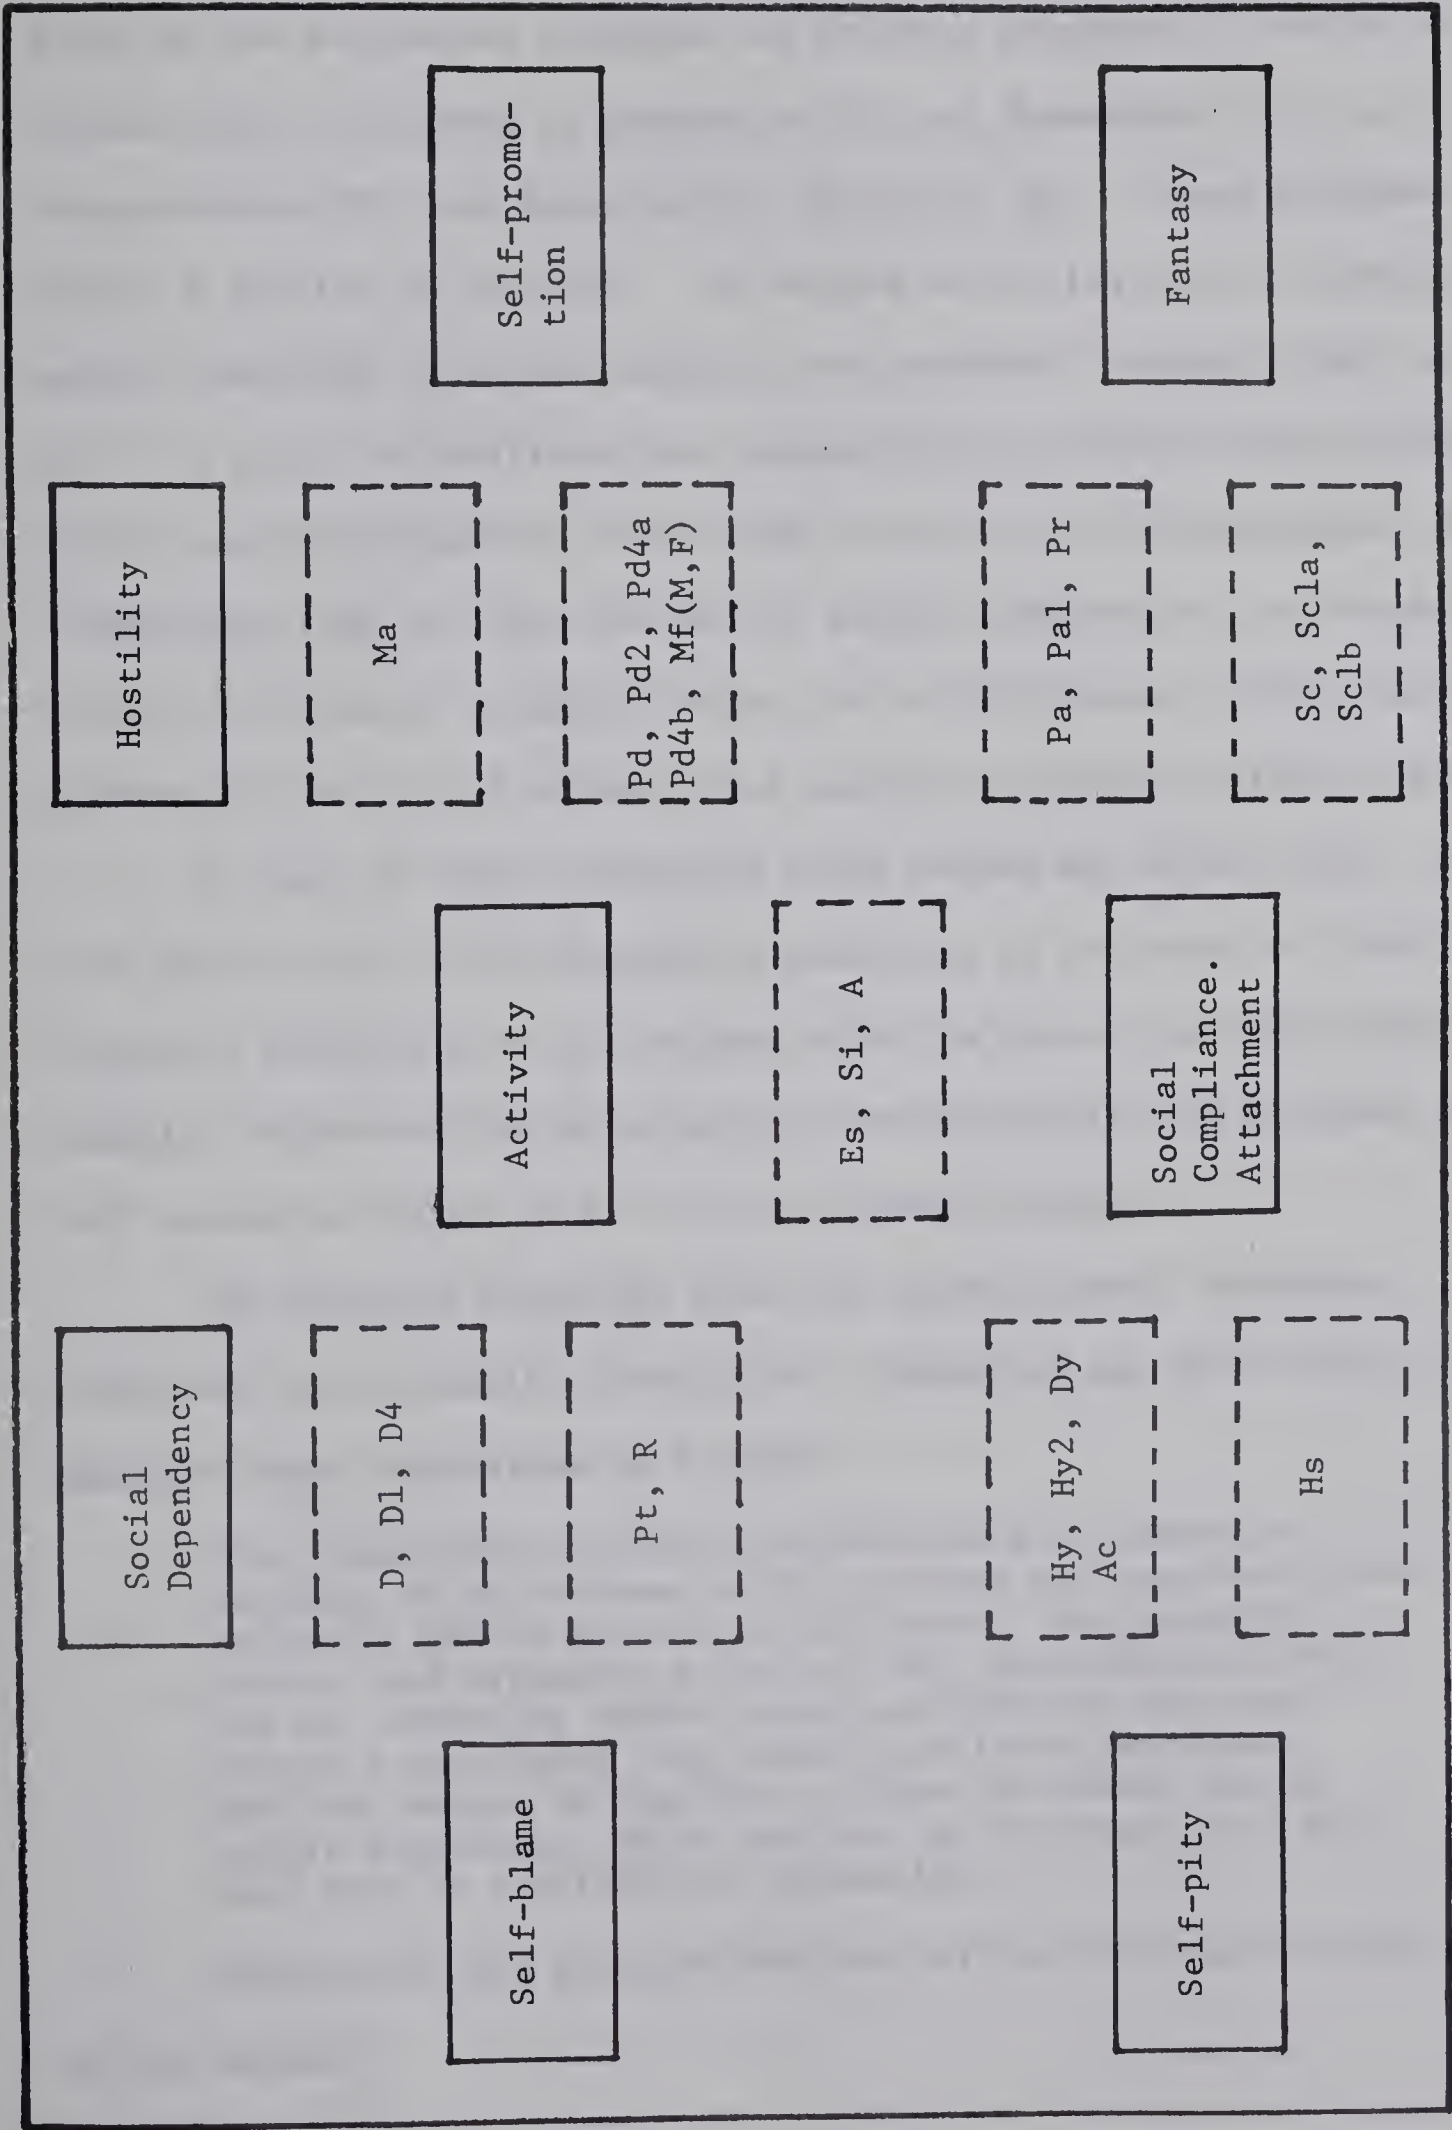 Social
Dependency
Hostility
D, D1, D4
Ma
Self-blame
Activity
Self-promo-
tion
Pt, R
Pd, Pd2, Pd4a
Pd4b, Mf(M,F)
Es, Si, A
Hy, Hy2, Dy
Ac
Pa, Pa1, Pr
Self-pity
Social
Compliance.
Attachment
Fantasy
Hs
Sc, Sc1a,
Sc1b